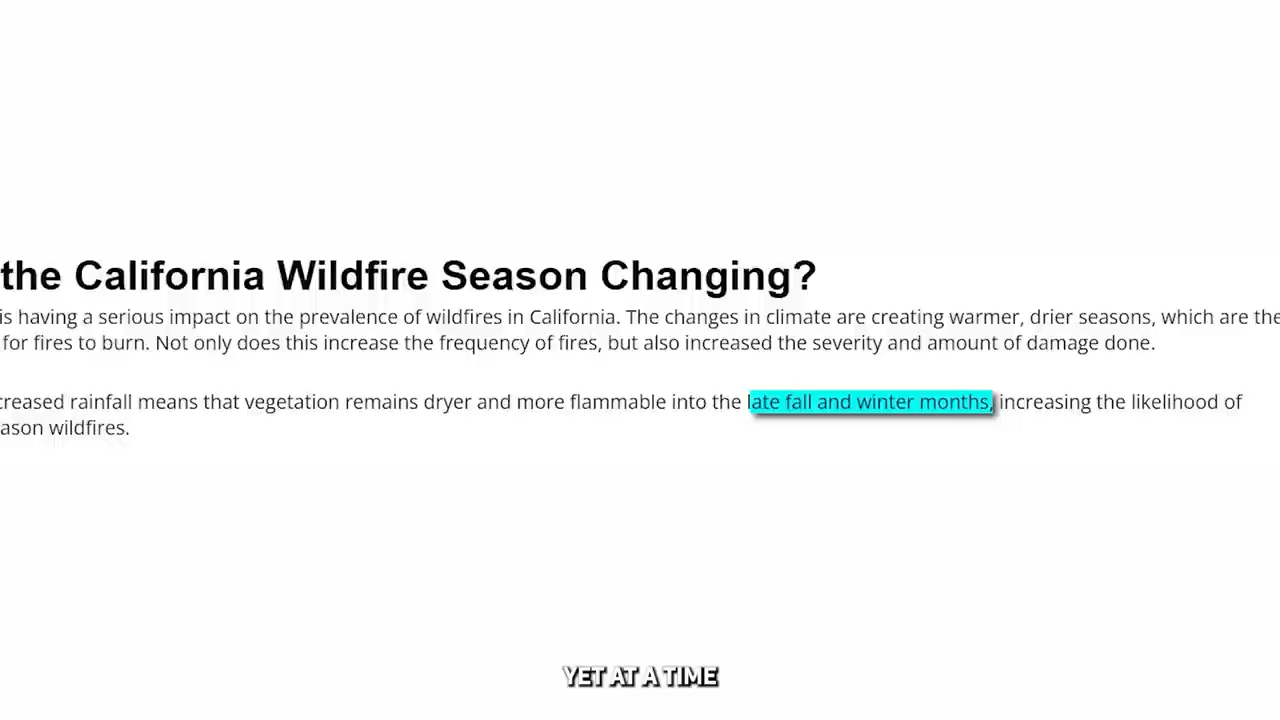 the California Wildfire Season Changing?
is having a serious impact on the prevalence of wildfires in California. The changes in climate are creating warmer, drier seasons, which are the
for fires to burn. Not only does this increase the frequency of fires, but also increased the severity and amount of damage done.
creased rainfall means that vegetation remains dryer and more flammable into the late fall and winter months, increasing the likelihood of
ason wildfires.
YET AT A TIME